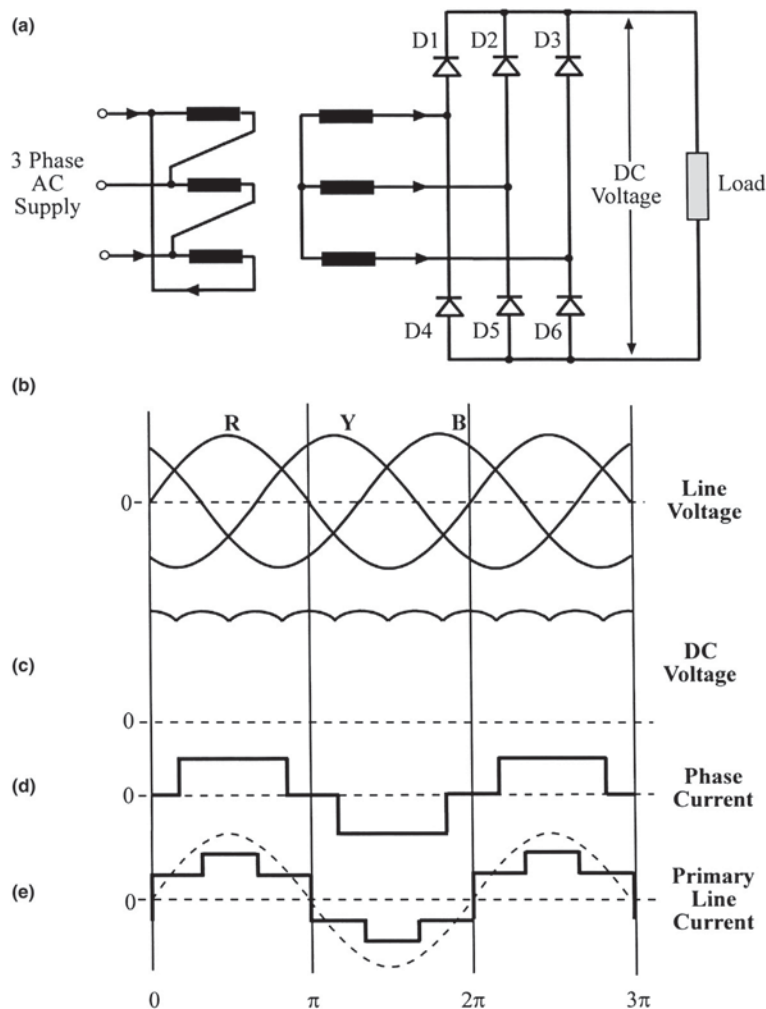 (a)
D1
D2
D3
3 Phase
AC
Supply
DC
Voltage
Load
D4
D5
D6
(b)
R
Y
B
0
Line
Voltage
(c)
DC
Voltage
0
(d)
0
Phase
Current
(e)
0
Primary
Line
Current
0
π
2π
3π